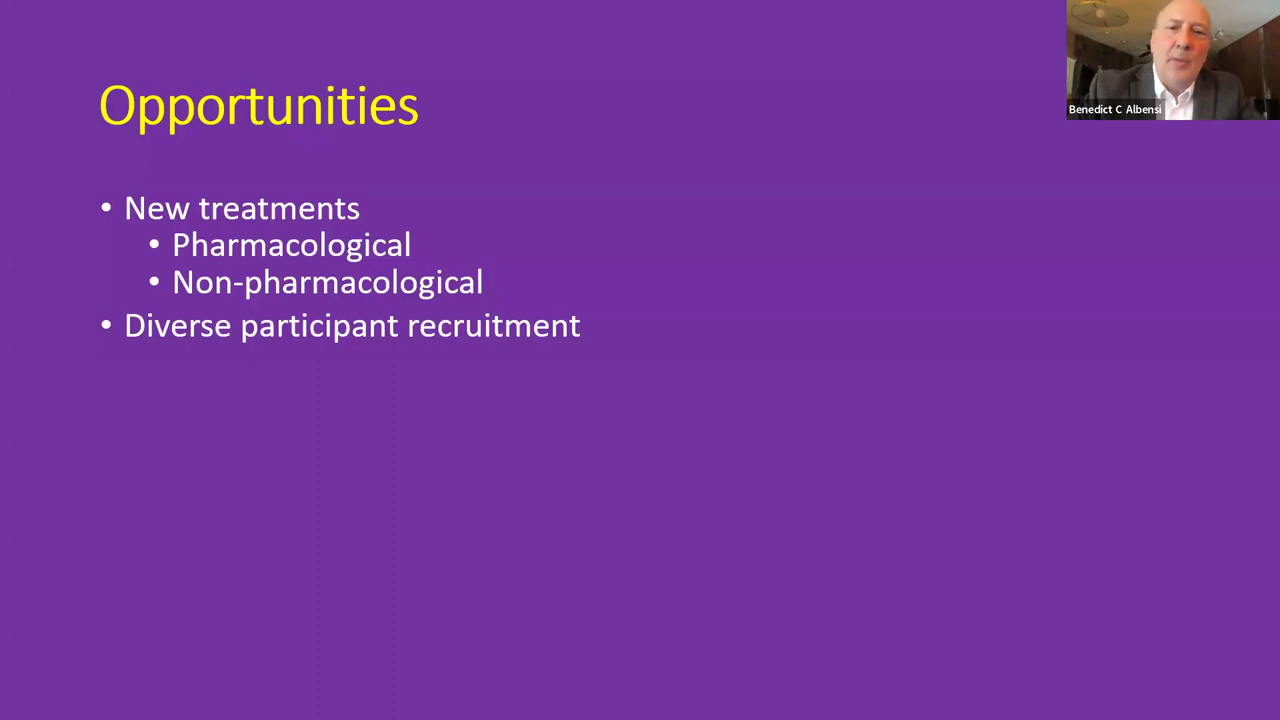 Opportunities
• New treatments
• Pharmacological
• Non-pharmacological
• Diverse participant recruitment
Benedict C Albensi